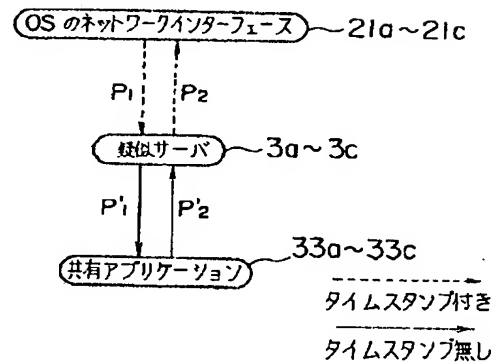 OS のネットワークインターフェース 21a～21c
P1 P2
疑似サーバ 3a～3c
P'1 P'2
共有アプリケーション 33a～33c
タイムスタンプ付き
タイムスタンプ無し